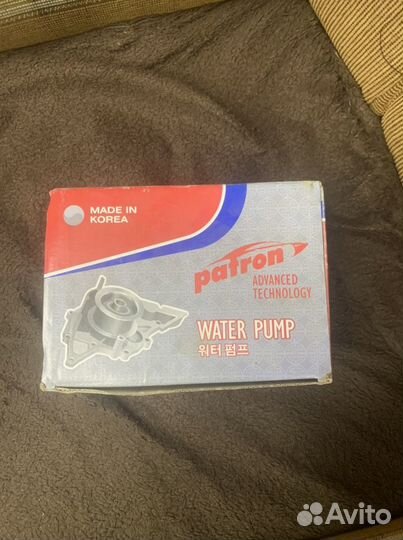 MADE IN
KOREA
patron
ADVANCED
TECHNOLOGY
WATER PUMP
워터 펌프
Avito